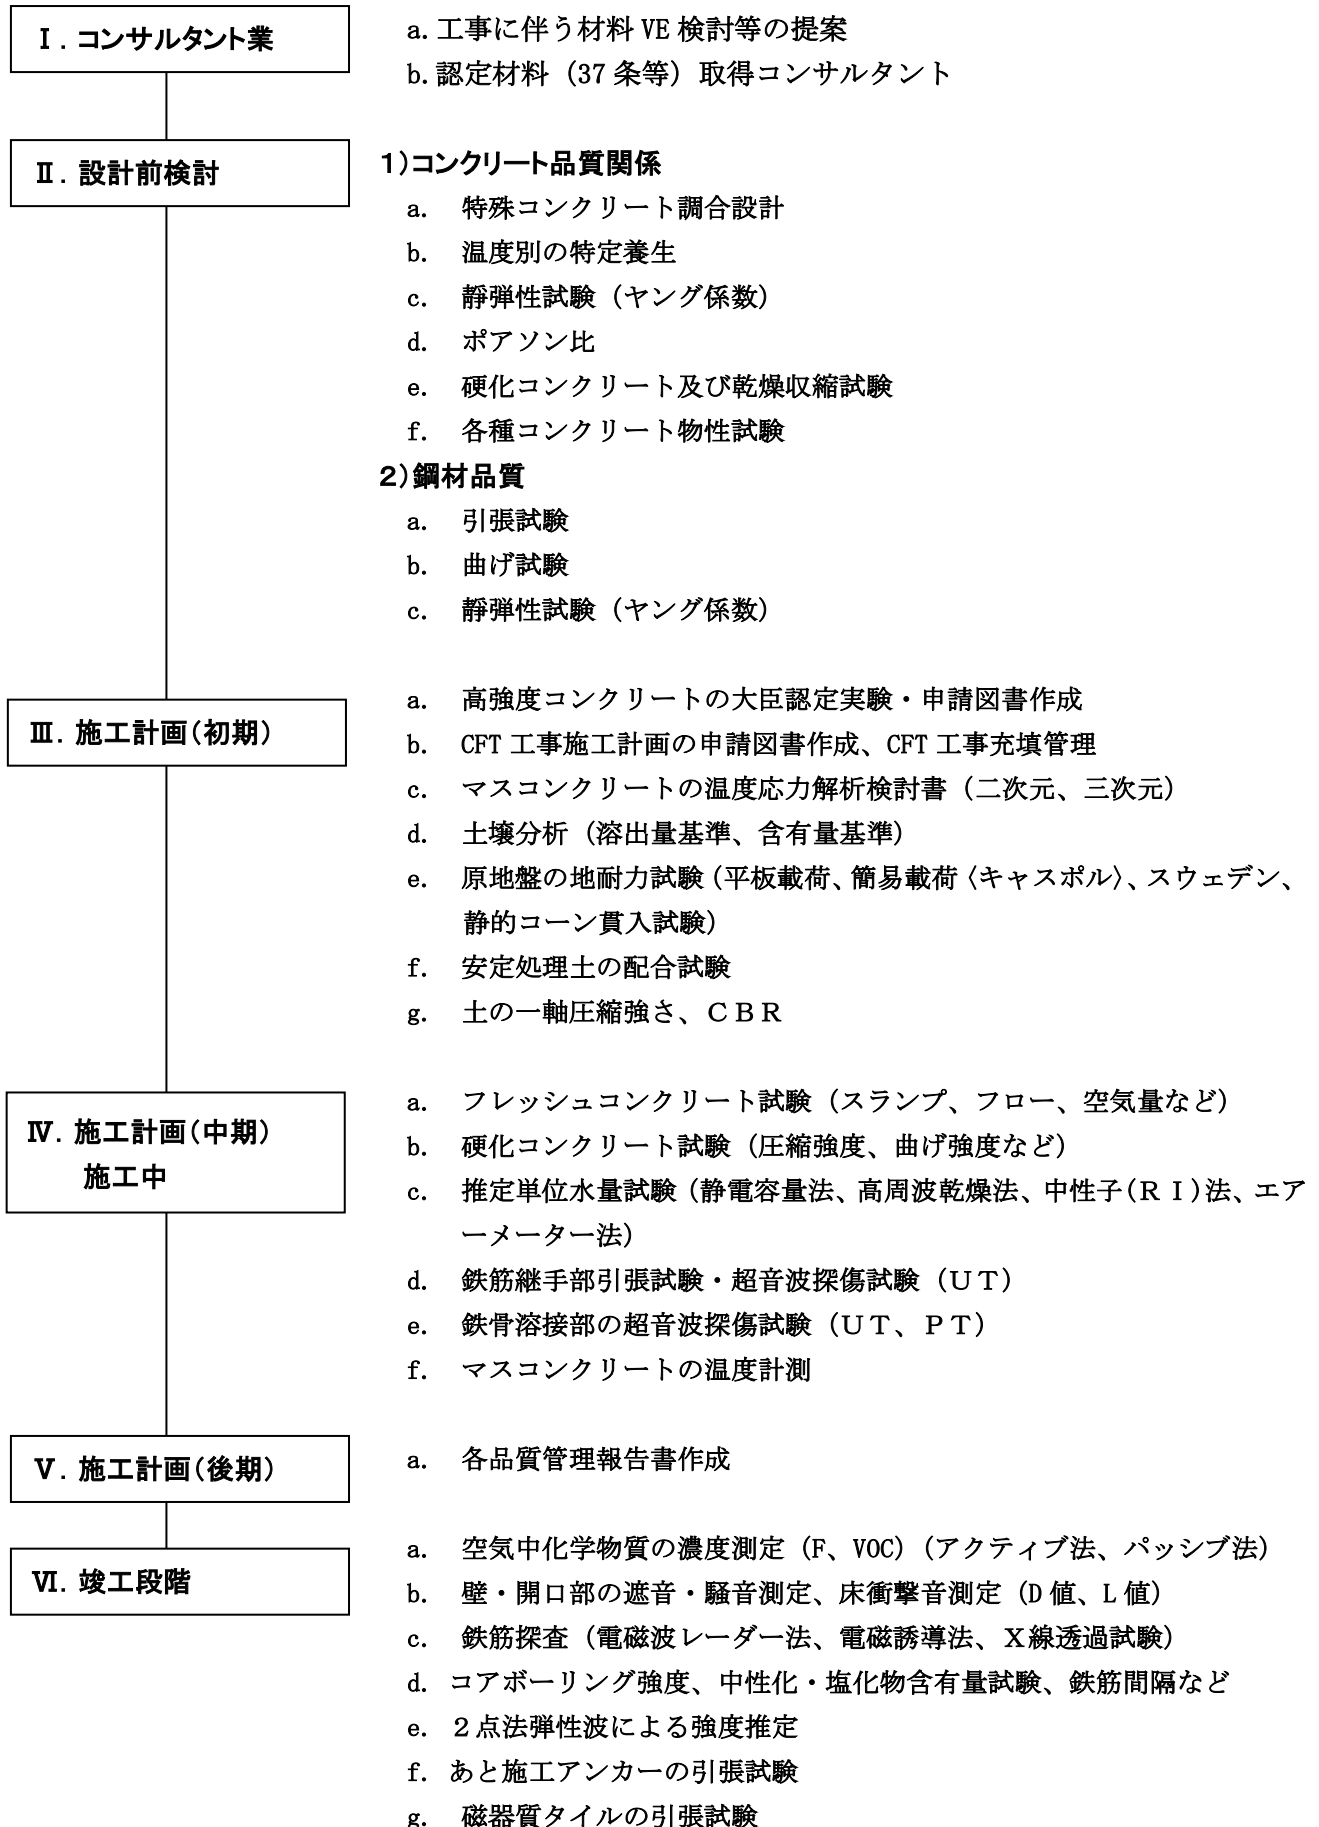 Ⅰ．コンサルタント業
a.工事に伴う材料 VE 検討等の提案
b.認定材料（37 条等）取得コンサルタント
Ⅱ．設計前検討
１）コンクリート品質関係
a. 特殊コンクリート調合設計
b. 温度別の特定養生
c. 靜弾性試験（ヤング係数）
d. ポアソン比
e. 硬化コンクリート及び乾燥収縮試験
f. 各種コンクリート物性試験
２）鋼材品質
a. 引張試験
b. 曲げ試験
c. 靜弾性試験（ヤング係数）
Ⅲ．施工計画（初期）
a. 高強度コンクリートの大臣認定実験・申請図書作成
b. CFT 工事施工計画の申請図書作成、CFT 工事充填管理
c. マスコンクリートの温度応力解析検討書（二次元、三次元）
d. 土壌分析（溶出量基準、含有量基準）
e. 原地盤の地耐力試験（平板載荷、簡易載荷〈キャスポル〉、スウェデン、
静的コーン貫入試験）
f. 安定処理土の配合試験
g. 土の一軸圧縮強さ、ＣＢＲ
Ⅳ．施工計画（中期）
施工中
a. フレッシュコンクリート試験（スランプ、フロー、空気量など）
b. 硬化コンクリート試験（圧縮強度、曲げ強度など）
c. 推定単位水量試験（静電容量法、高周波乾燥法、中性子（ＲＩ）法、エア
ーメーター法）
d. 鉄筋継手部引張試験・超音波探傷試験（ＵＴ）
e. 鉄骨溶接部の超音波探傷試験（ＵＴ、ＰＴ）
f. マスコンクリートの温度計測
Ⅴ．施工計画（後期）
a. 各品質管理報告書作成
Ⅵ．竣工段階
a. 空気中化学物質の濃度測定（F、VOC）（アクティブ法、パッシブ法）
b. 壁・開口部の遮音・騒音測定、床衝撃音測定（D 値、L 値）
c. 鉄筋探査（電磁波レーダー法、電磁誘導法、Ｘ線透過試験）
d. コアボーリング強度、中性化・塩化物含有量試験、鉄筋間隔など
e. ２点法弾性波による強度推定
f. あと施工アンカーの引張試験
g. 磁器質タイルの引張試験